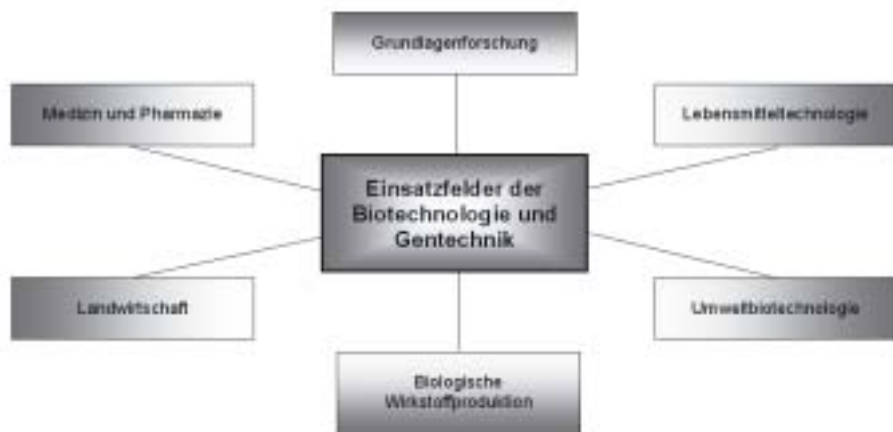 Grundlagenforschung
Medizin und Pharmazie
Lebensmitteltechnologie
Einsatzfelder der
Biotechnologie und
Gentechnik
Landwirtschaft
Umweltbiotechnologie
Biologische
Wirkstoffproduktion